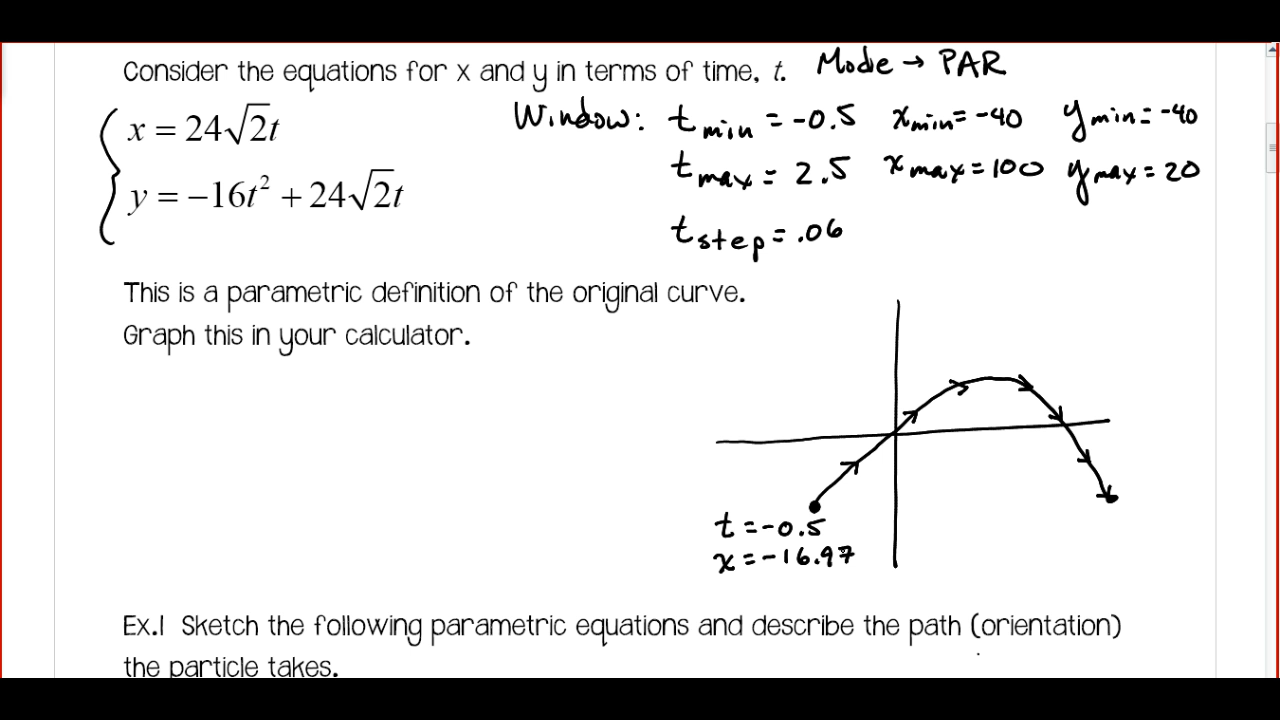 Consider the equations for x and y in terms of time, t. Mode → PAR
x = 24√2t
y = −16t² + 24√2t
Window: tmin = -0.5 xmin = -40 ymin = -40
tmax = 2.5 xmax = 100 ymax = 20
tstep = .06
This is a parametric definition of the original curve.
Graph this in your calculator.
t = -0.5
x = -16.97
Ex.1 Sketch the following parametric equations and describe the path (orientation)
the particle takes.